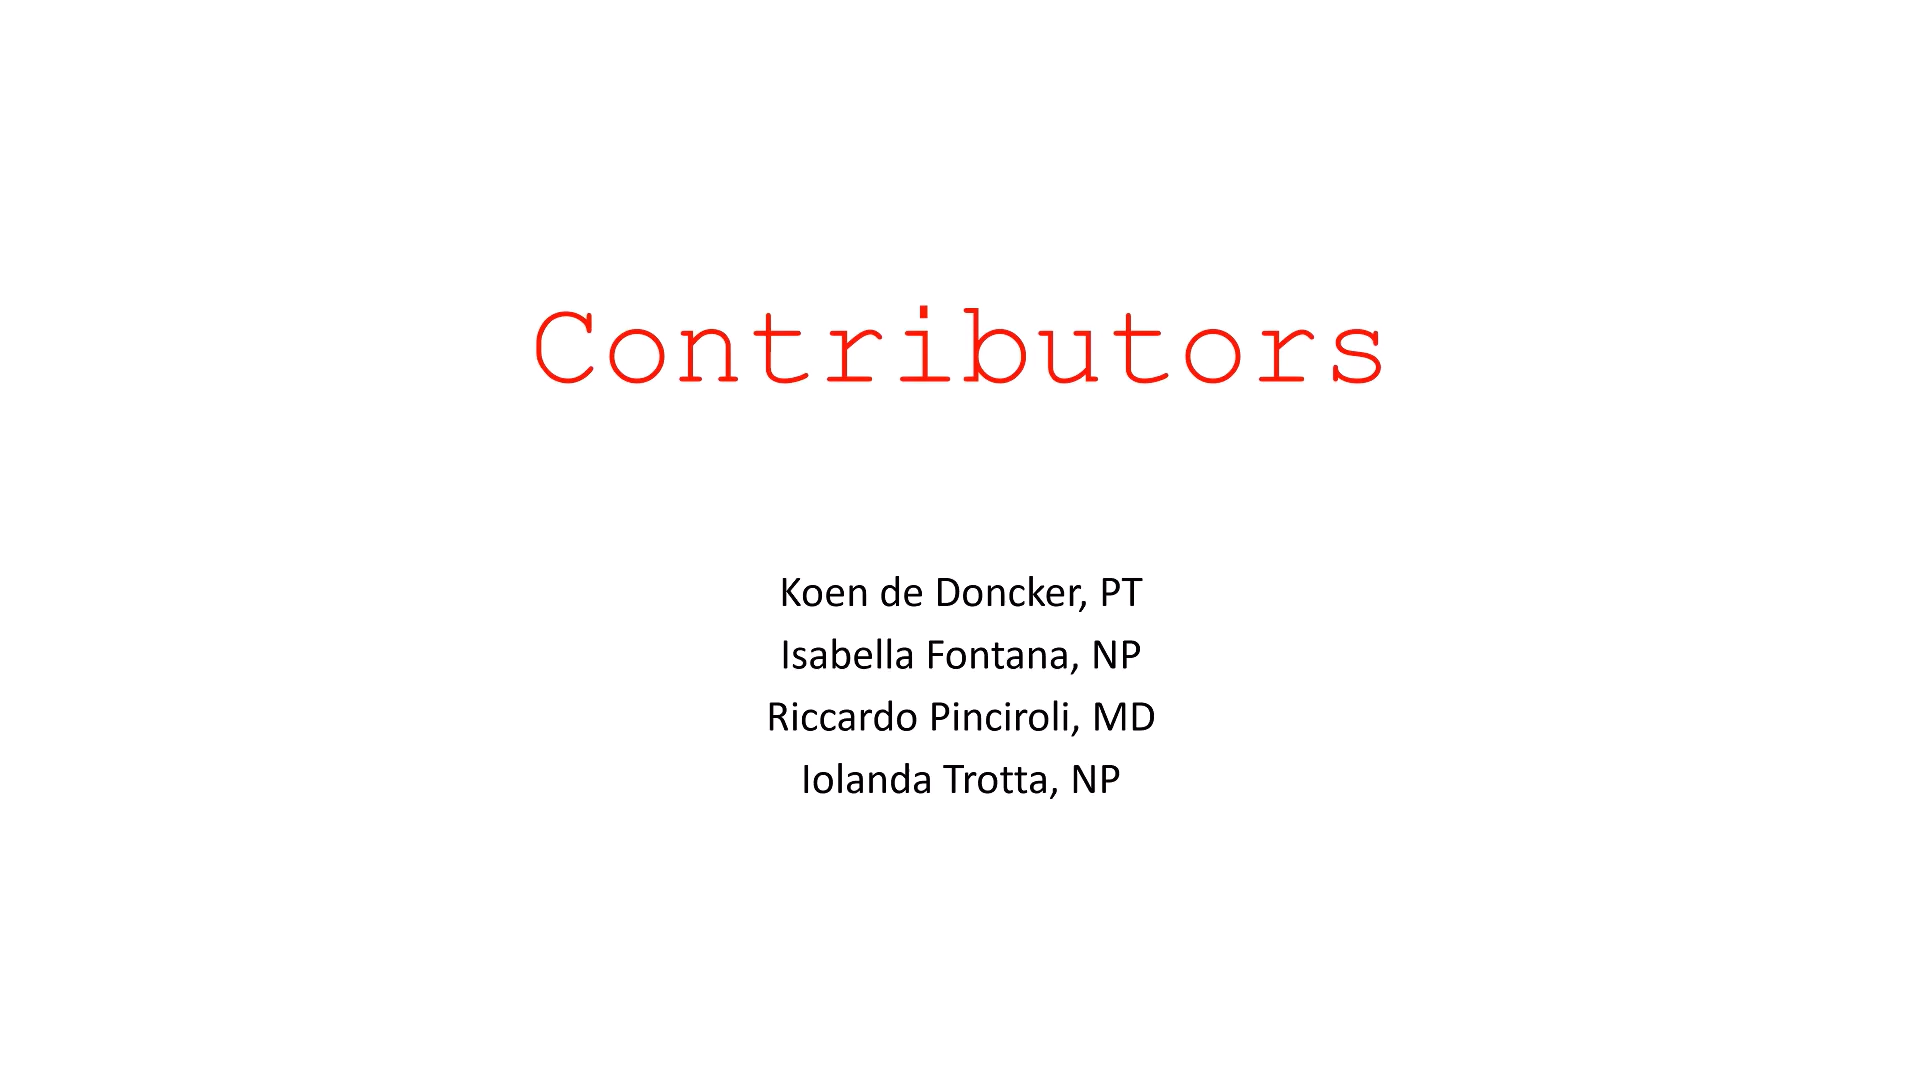 Contributors
Koen de Doncker, PT
Isabella Fontana, NP
Riccardo Pinciroli, MD
Iolanda Trotta, NP